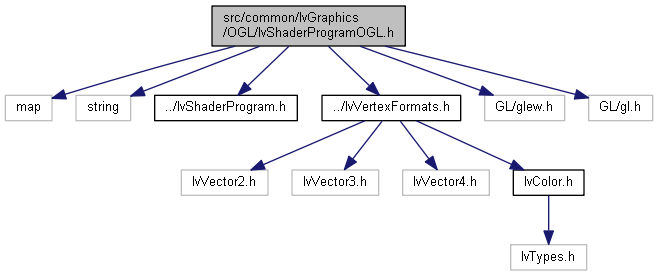 src/common/lvGraphics
/OGL/lvShaderProgramOGL.h
map
string
../lvShaderProgram.h
../lvVertexFormats.h
GL/glew.h
GL/gl.h
lvVector2.h
lvVector3.h
lvVector4.h
lvColor.h
lvTypes.h